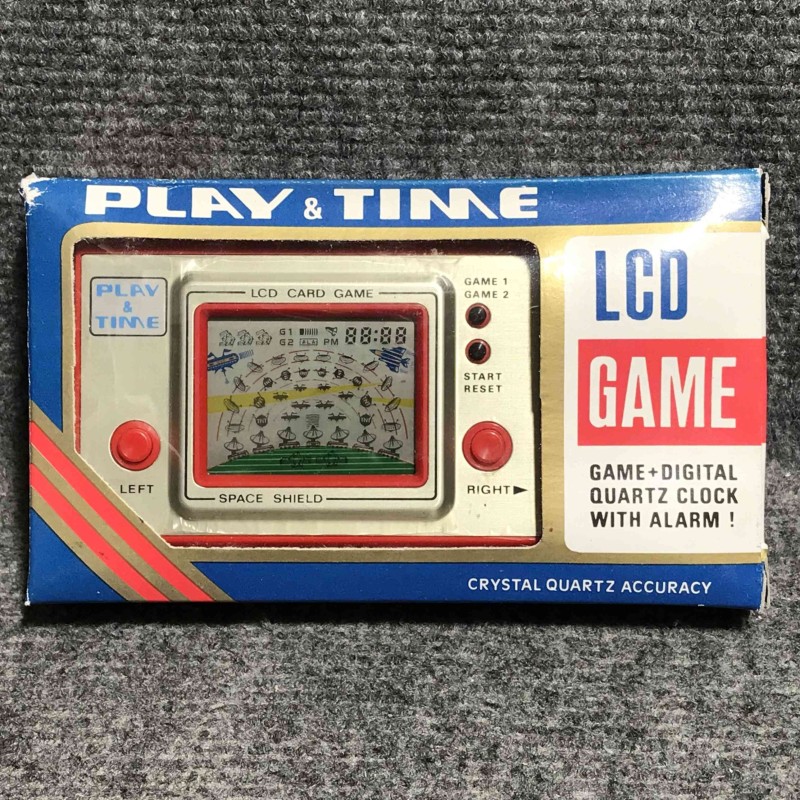 PLAY & TIME
LCD
GAME
GAME+DIGITAL
QUARTZ CLOCK
WITH ALARM !
CRYSTAL QUARTZ ACCURACY
PLAY
&
TIME
LCD CARD GAME
GAME 1
GAME 2
START
RESET
G1
G2
PM 88:88
LEFT
RIGHT
SPACE SHIELD